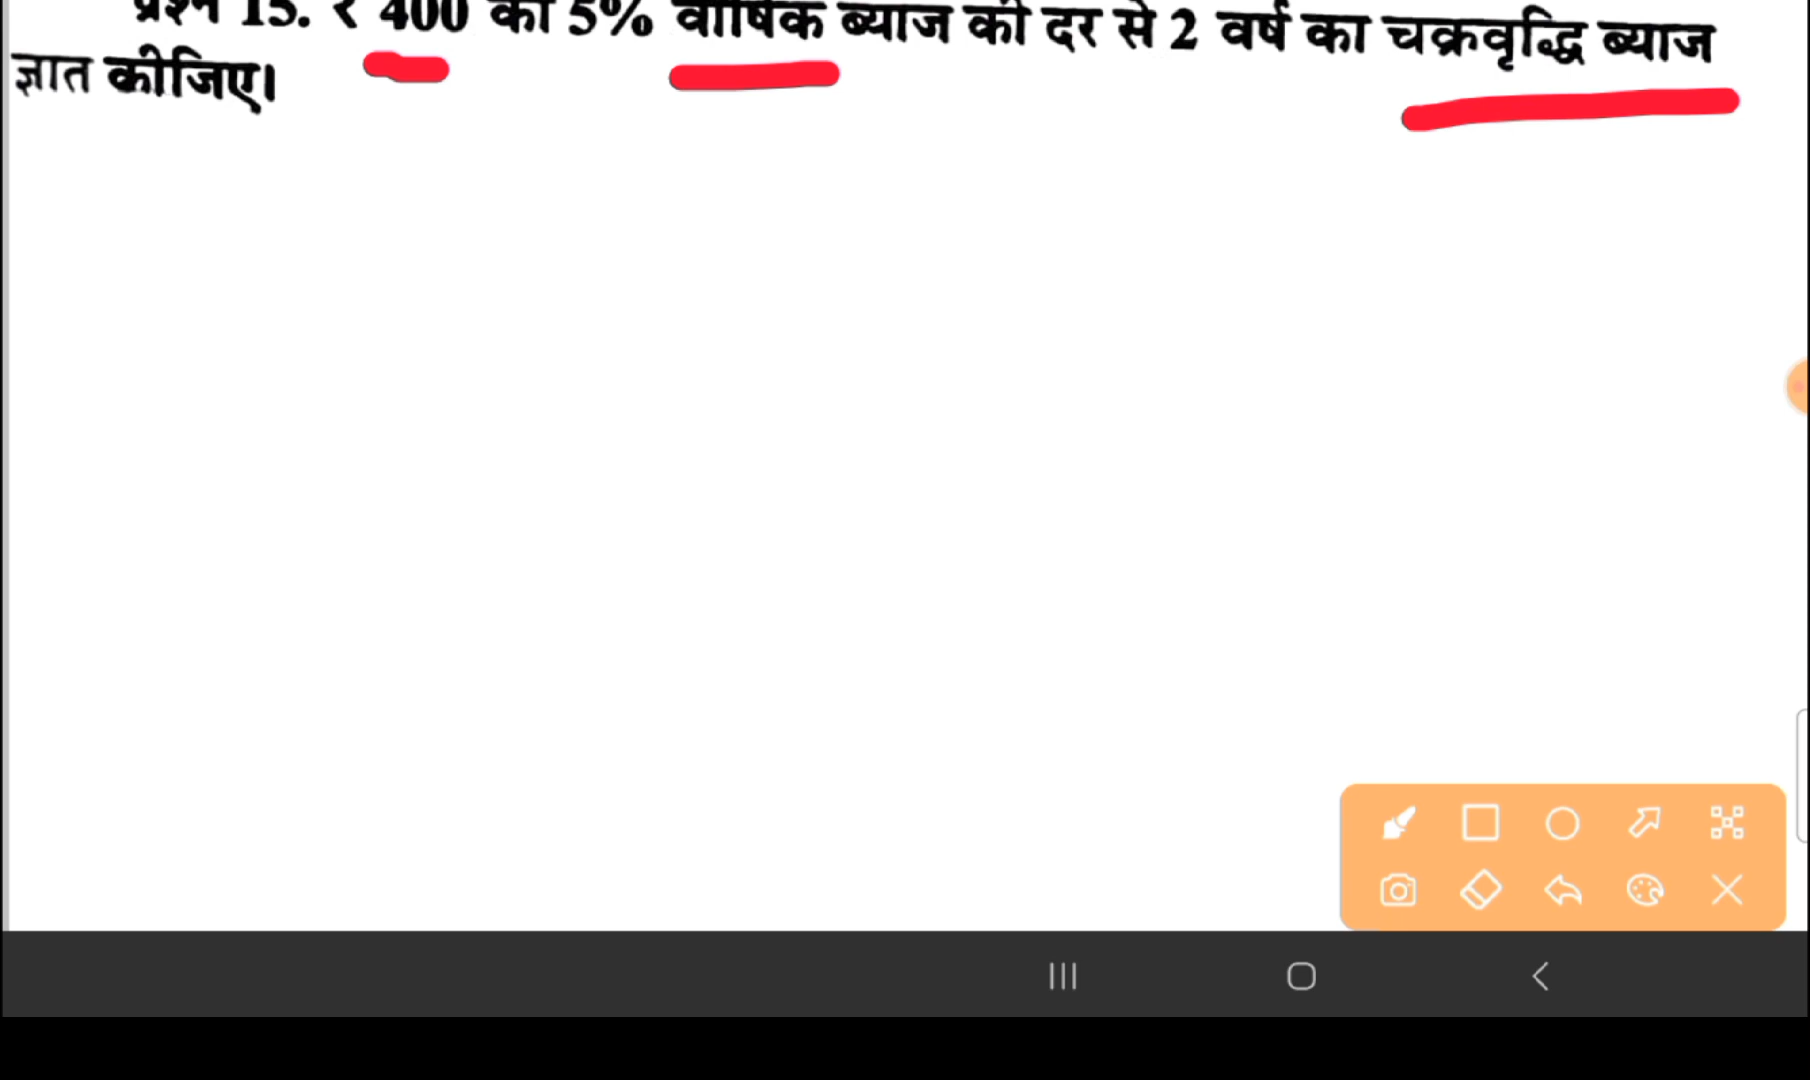 प्रश्न 15. ₹ 400 का 5% वार्षिक ब्याज की दर से 2 वर्ष का चक्रवृद्धि ब्याज
ज्ञात कीजिए।